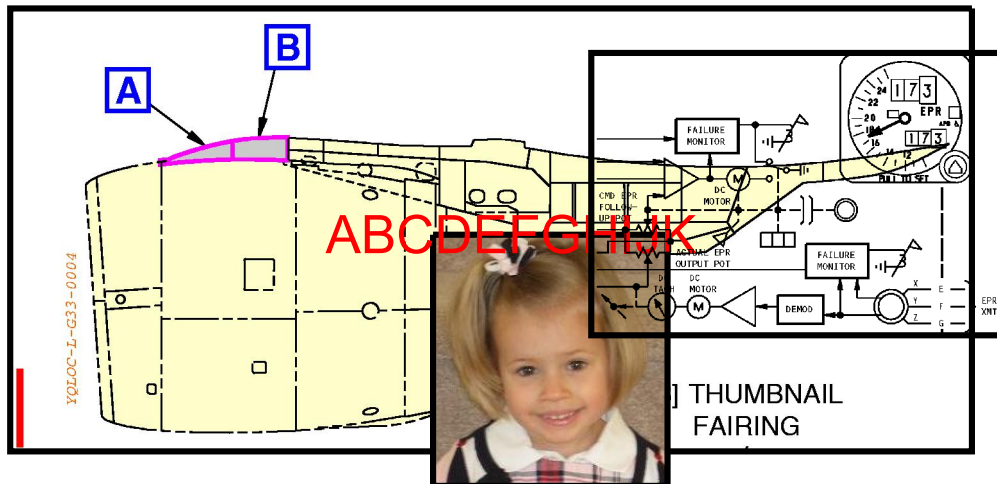 B
A
24
22
20
18
16
14
12
173
EPR
173
PULL TO SET
FAILURE
MONITOR
M
DC
MOTOR
CMD EPR
FOLLOW-
UP POT
ABCDEFGHIJK
ACTUAL EPR
OUTPUT POT
FAILURE
MONITOR
TACH
DC
MOTOR
M
DEMOD
X
Y
Z
E
F
G
EPR
XMT
YQLOC-L-G33-0004
] THUMBNAIL
FAIRING